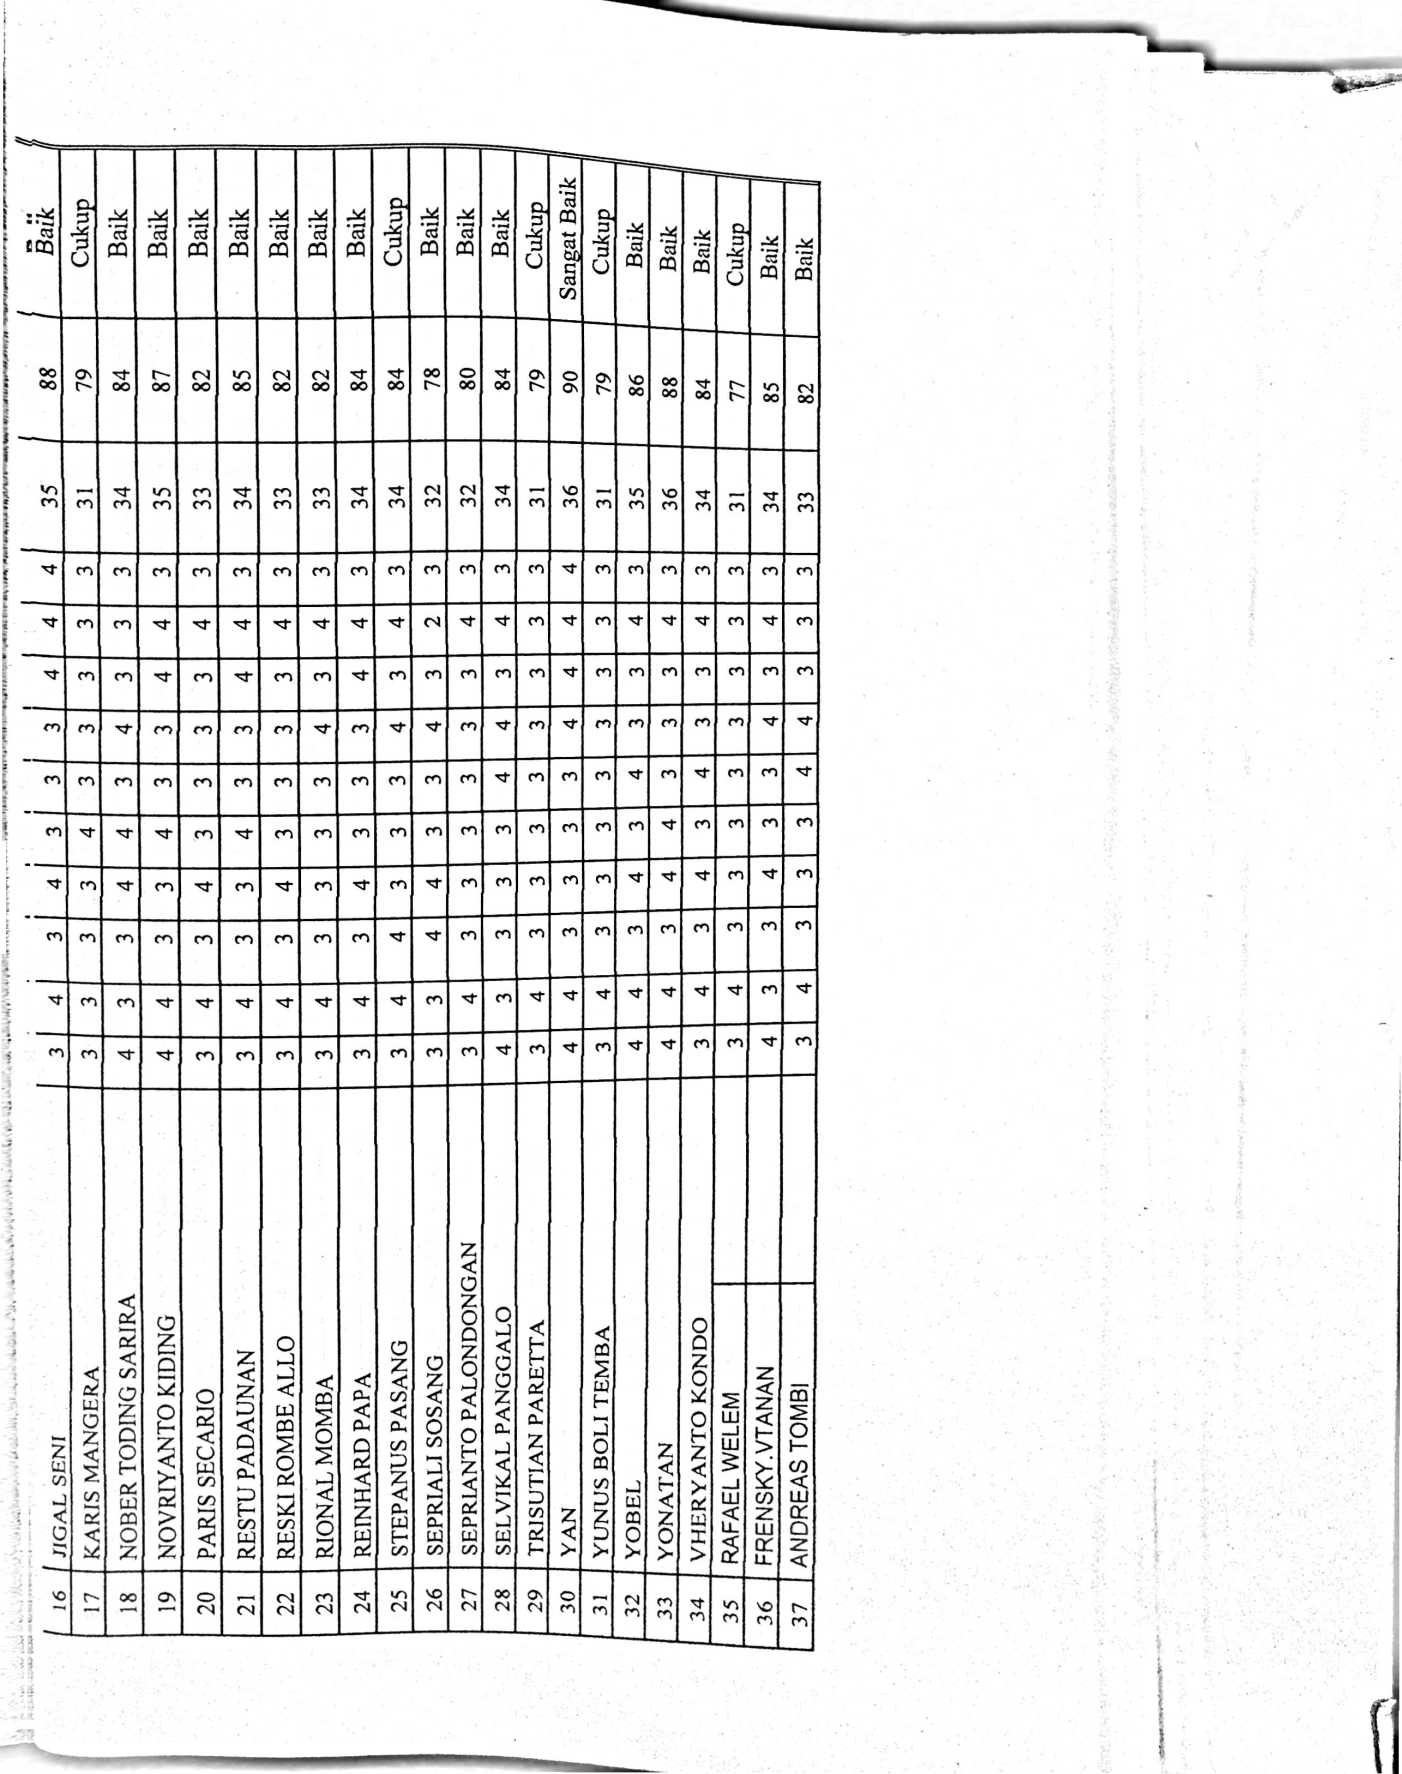 16 JIGAL SENI 3 4 3 4 3 3 3 4 4 4 35 88 Baik
17 KARIS MANGERA 3 3 3 3 4 3 3 3 3 3 31 79 Cukup
18 NOBER TODING SARIRA 4 3 3 4 4 3 4 3 3 3 34 84 Baik
19 NOVRIYANTO KIDING 4 4 3 3 4 3 3 4 4 3 35 87 Baik
20 PARIS SECARIO 3 4 3 4 3 3 3 3 4 3 33 82 Baik
21 RESTU PADAUNAN 3 4 3 3 4 3 3 4 4 3 34 85 Baik
22 RESKI ROMBE ALLO 3 4 3 4 3 3 3 3 4 3 33 82 Baik
23 RIONAL MOMBA 3 4 3 3 3 3 4 3 4 3 33 82 Baik
24 REINHARD PAPA 3 4 3 4 3 3 3 4 4 3 34 84 Baik
25 STEPANUS PASANG 3 4 4 3 3 3 4 3 4 3 34 84 Cukup
26 SEPRIALI SOSANG 3 3 4 4 3 3 4 3 2 3 32 78 Baik
27 SEPRIANTO PALONDONGAN 3 4 3 3 3 3 3 3 4 3 32 80 Baik
28 SELVIKAL PANGGALO 4 3 3 3 3 4 4 3 4 3 34 84 Baik
29 TRISUTIAN PARETTA 3 4 3 3 3 3 3 3 3 3 31 79 Cukup
30 YAN 4 4 3 3 3 3 4 4 4 4 36 90 Sangat Baik
31 YUNUS BOLI TEMBA 3 4 3 3 3 3 3 3 3 3 31 79 Cukup
32 YOBEL 4 4 3 4 3 4 3 3 4 3 35 86 Baik
33 YONATAN 4 4 3 4 4 3 3 3 4 3 36 88 Baik
34 VHERYANTO KONDO 3 4 3 4 3 4 3 3 4 3 34 84 Baik
35 RAFAEL WELEM 3 4 3 3 3 3 3 3 3 3 31 77 Cukup
36 FRENSKY.VTANAN 4 3 3 4 3 3 4 3 4 3 34 85 Baik
37 ANDREAS TOMBI 3 4 3 3 3 4 4 3 3 3 33 82 Baik